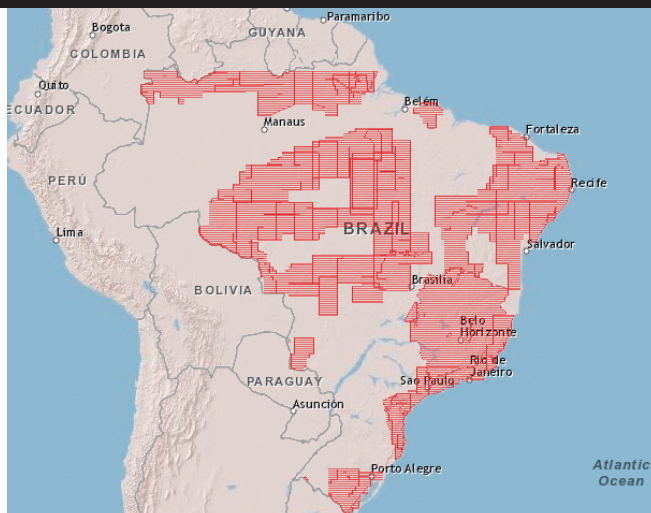 Paramaribo
Bogota
GUYANA
COLOMBIA
Quito
ECUADOR
Belém
Manaus
Fortaleza
PERÚ
Recife
Lima
BRAZIL
Salvador
BOLIVIA
Brasilia
Belo
Horizonte
Rio de
Janeiro
PARAGUAY
Sao Paulo
Asunción
Porto Alegre
Atlantic
Ocean